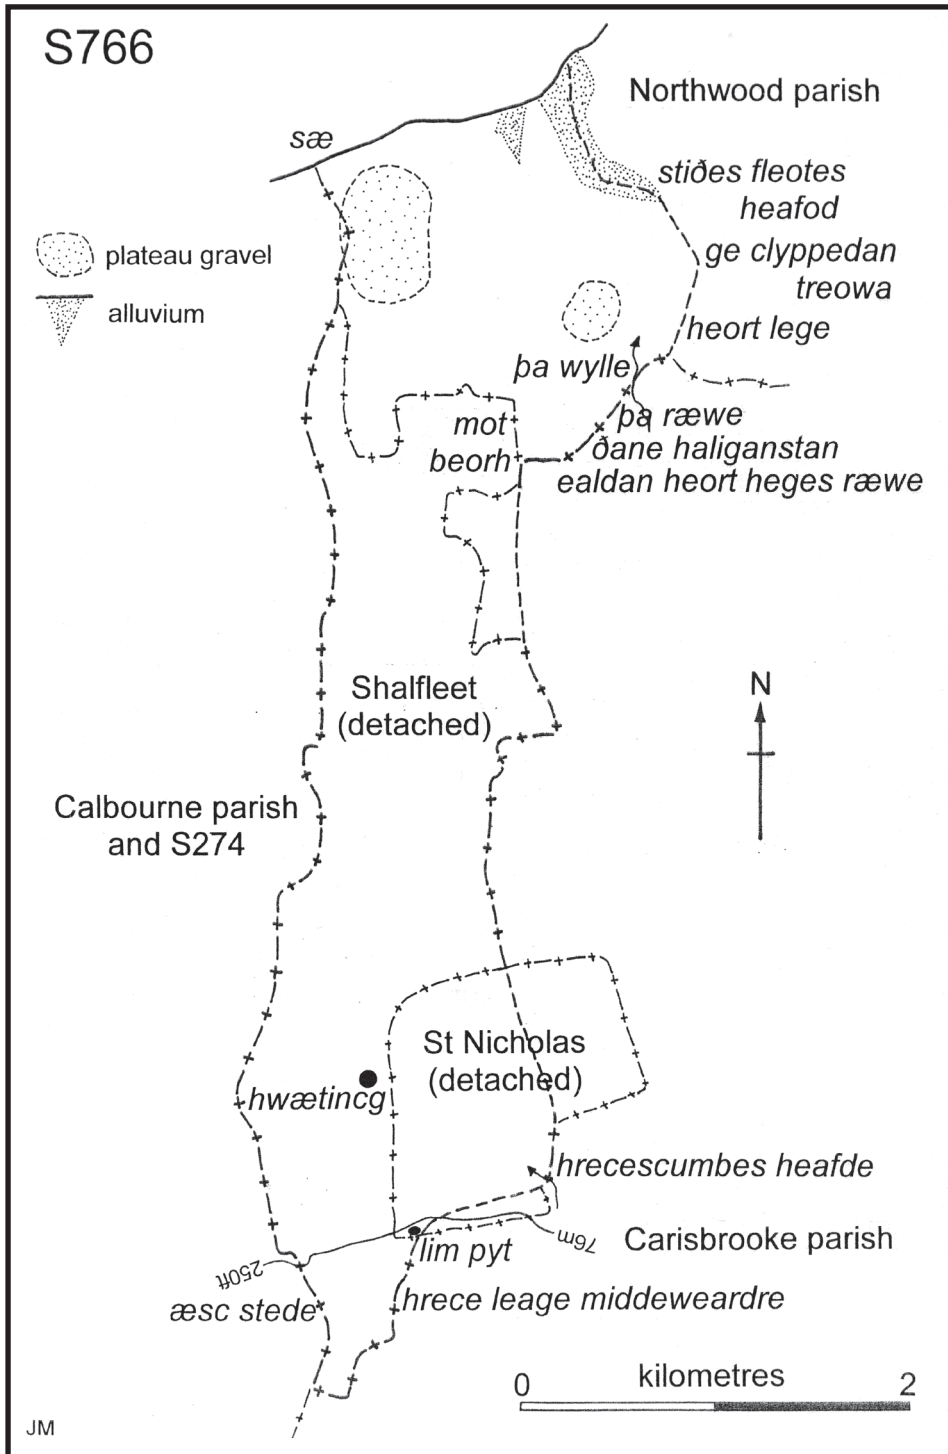 S766
Northwood parish
sæ
stiðes fleotes
heafod
plateau gravel
ge clyppedan
treowa
alluvium
heort lege
þa wylle
mot
beorh
þa ræwe
ðane haliganstan
ealdan heort heges ræwe
Shalfleet
(detached)
N
Calbourne parish
and S274
St Nicholas
(detached)
hwætincg
hrecescumbes heafde
76m
Carisbrooke parish
lim pyt
250ft
æsc stede
hrece leage middeweardre
kilometres
0 2
JM